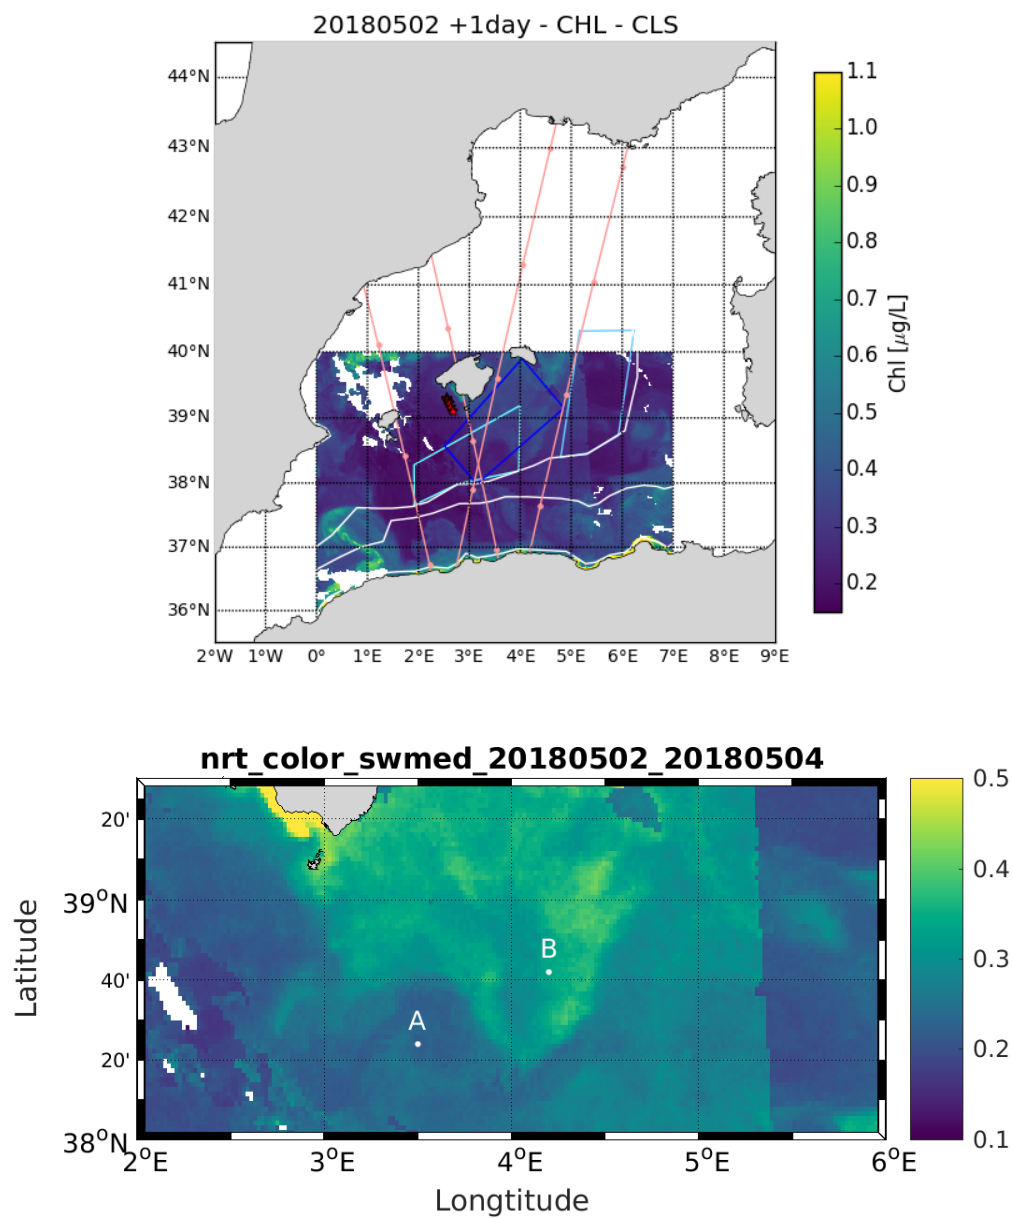 20180502 +1day - CHL - CLS
44°N
43°N
42°N
41°N
40°N
39°N
38°N
37°N
36°N
2°W 1°W 0° 1°E 2°E 3°E 4°E 5°E 6°E 7°E 8°E 9°E
1.1
1.0
0.9
0.8
0.7
0.6
0.5
0.4
0.3
0.2
Chl [μg/L]
nrt_color_swmed_20180502_20180504
20'
39°N
40'
20'
38°N
Latitude
A
B
2°E 3°E 4°E 5°E 6°E
Longtitude
0.5
0.4
0.3
0.2
0.1